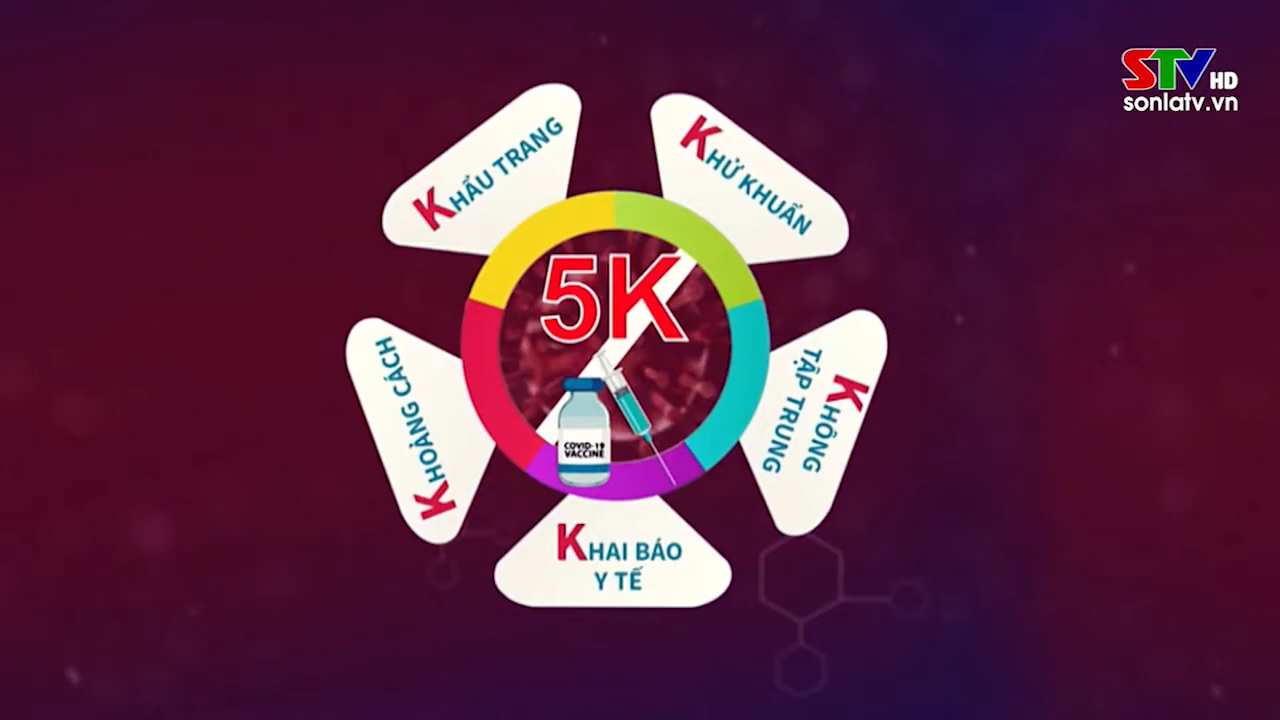 STV HD
sonlatv.vn
KHẨU TRANG
KHỬ KHUẨN
5K
KHOẢNG CÁCH
KHÔNG
TẬP TRUNG
COVID-19
VACCINE
KHAI BÁO
Y TẾ